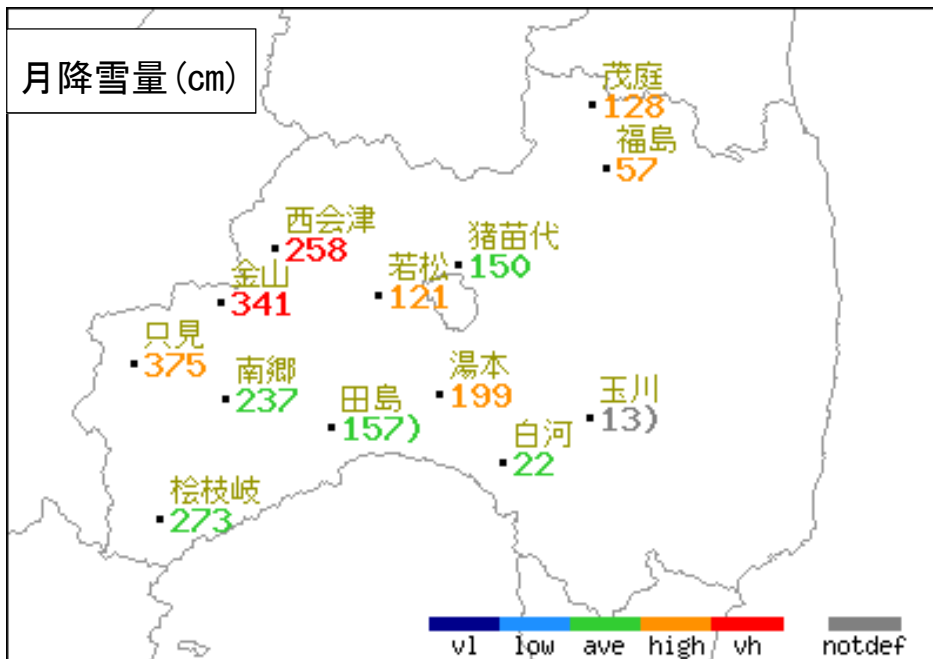 月降雪量(cm)
茂庭
128
福島
57
西会津
258
猪苗代
150
金山
341
若松
121
只見
375
南郷
237
湯本
199
田島
157)
玉川
13)
白河
22
桧枝岐
273
vl low ave high vh notdef